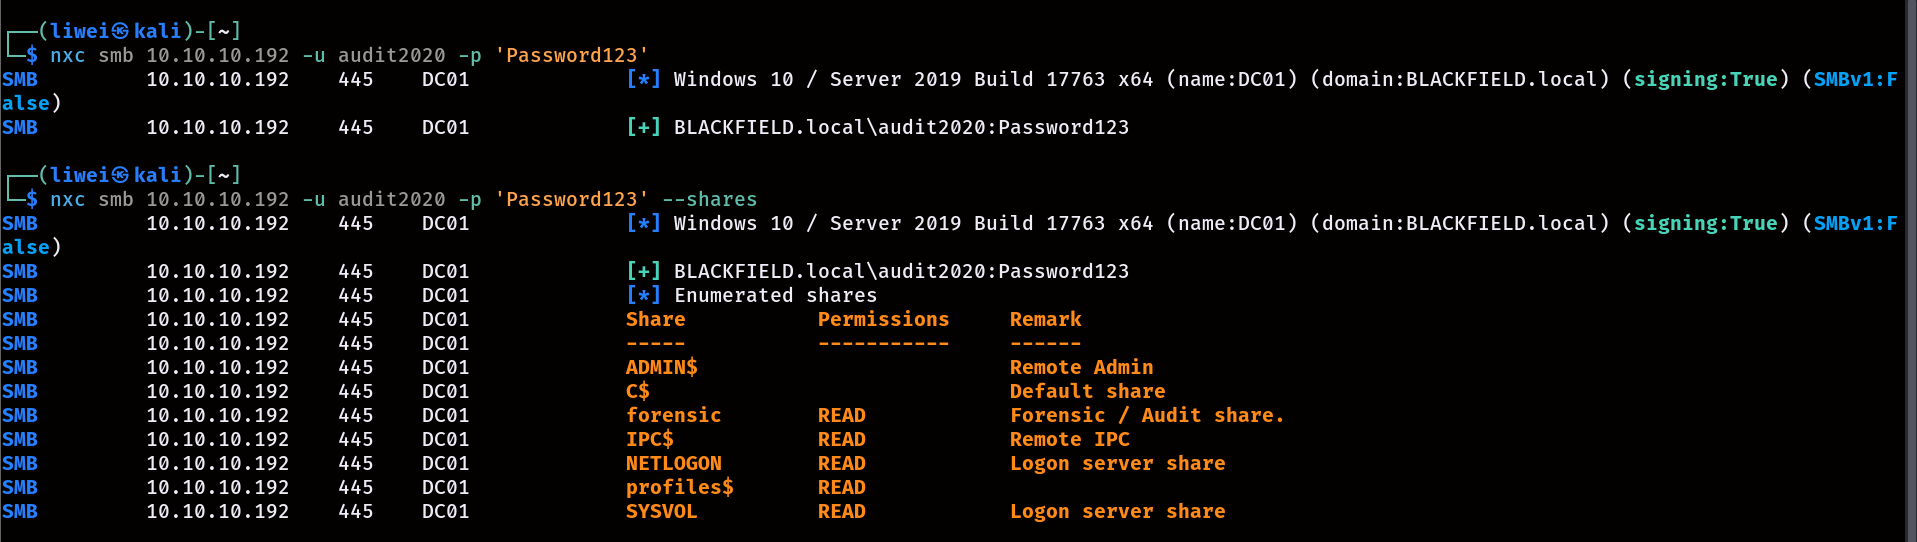 ┌──(liwei㉿kali)-[~]
└─$ nxc smb 10.10.10.192 -u audit2020 -p 'Password123'
SMB         10.10.10.192    445    DC01             [*] Windows 10 / Server 2019 Build 17763 x64 (name:DC01) (domain:BLACKFIELD.local) (signing:True) (SMBv1:F
alse)
SMB         10.10.10.192    445    DC01             [+] BLACKFIELD.local\audit2020:Password123
┌──(liwei㉿kali)-[~]
└─$ nxc smb 10.10.10.192 -u audit2020 -p 'Password123' --shares
SMB         10.10.10.192    445    DC01             [*] Windows 10 / Server 2019 Build 17763 x64 (name:DC01) (domain:BLACKFIELD.local) (signing:True) (SMBv1:F
alse)
SMB         10.10.10.192    445    DC01             [+] BLACKFIELD.local\audit2020:Password123
SMB         10.10.10.192    445    DC01             [*] Enumerated shares
SMB         10.10.10.192    445    DC01             Share           Permissions     Remark
SMB         10.10.10.192    445    DC01             -----           -----------     ------
SMB         10.10.10.192    445    DC01             ADMIN$                          Remote Admin
SMB         10.10.10.192    445    DC01             C$                              Default share
SMB         10.10.10.192    445    DC01             forensic        READ            Forensic / Audit share.
SMB         10.10.10.192    445    DC01             IPC$            READ            Remote IPC
SMB         10.10.10.192    445    DC01             NETLOGON        READ            Logon server share
SMB         10.10.10.192    445    DC01             profiles$       READ
SMB         10.10.10.192    445    DC01             SYSVOL          READ            Logon server share